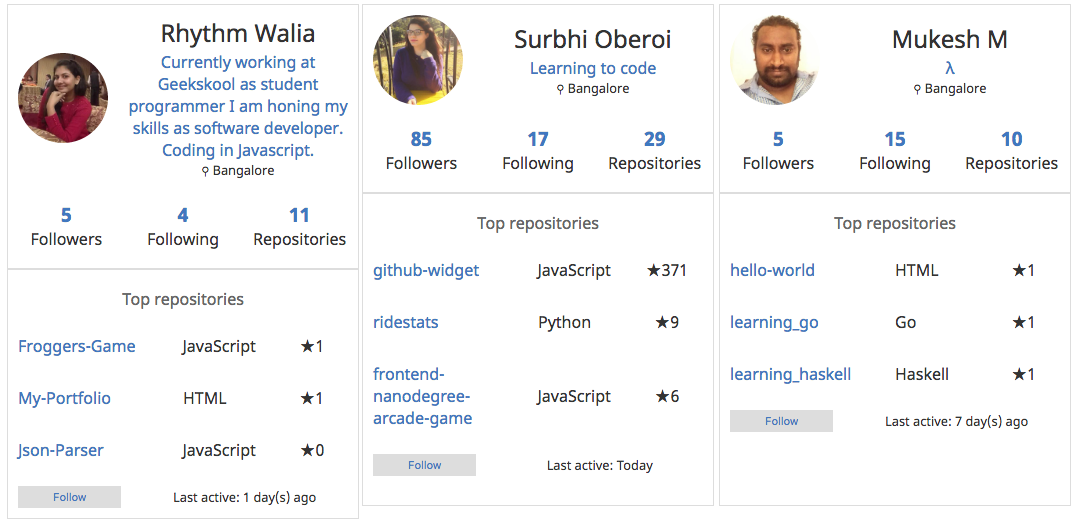 Rhythm Walia
Currently working at
Geekskool as student
programmer I am honing my
skills as software developer.
Coding in Javascript.
Bangalore
5 4 11
Followers Following Repositories
Top repositories
Froggers-Game JavaScript ★1
My-Portfolio HTML ★1
Json-Parser JavaScript ★0
Follow Last active: 1 day(s) ago
Surbhi Oberoi
Learning to code
Bangalore
85 17 29
Followers Following Repositories
Top repositories
github-widget JavaScript ★371
ridestats Python ★9
frontend-
nanodegree- JavaScript ★6
arcade-game
Follow Last active: Today
Mukesh M
λ
Bangalore
5 15 10
Followers Following Repositories
Top repositories
hello-world HTML ★1
learning_go Go ★1
learning_haskell Haskell ★1
Follow Last active: 7 day(s) ago